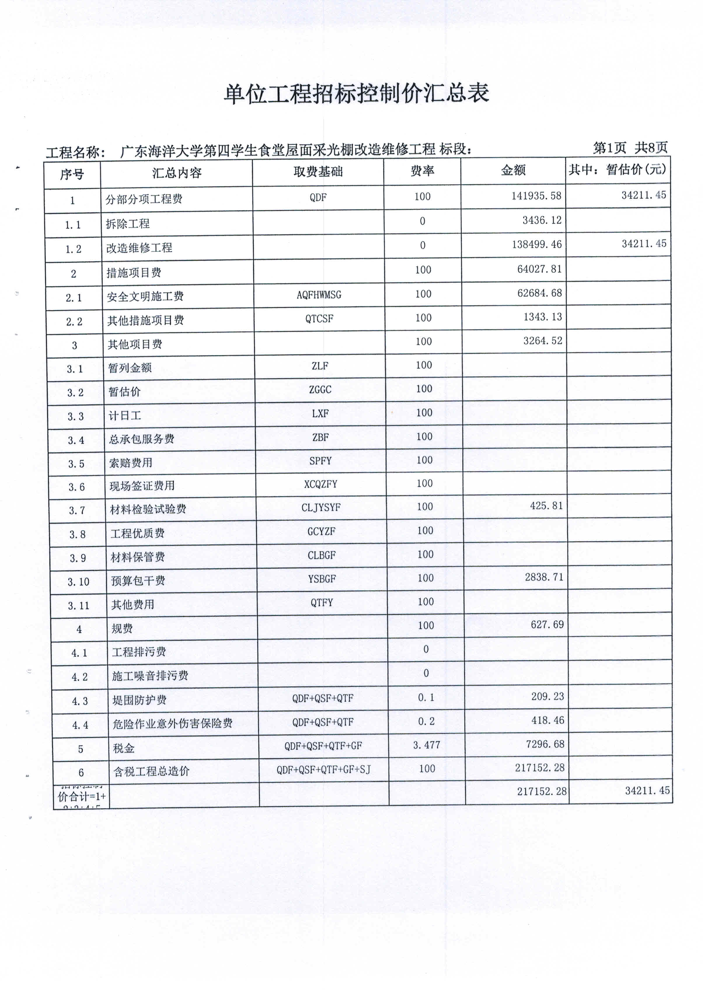 单位工程招标控制价汇总表
工程名称： 广东海洋大学第四学生食堂屋面采光棚改造维修工程 标段： 第1页 共8页
序号 汇总内容 取费基础 费率 金额 其中：暂估价(元)
1 分部分项工程费 QDF 100 141935.58 34211.45
1.1 拆除工程 0 3436.12
1.2 改造维修工程 0 138499.46 34211.45
2 措施项目费 100 64027.81
2.1 安全文明施工费 AQFHWMSG 100 62684.68
2.2 其他措施项目费 QTCSF 100 1343.13
3 其他项目费 100 3264.52
3.1 暂列金额 ZLF 100
3.2 暂估价 ZGGC 100
3.3 计日工 LXF 100
3.4 总承包服务费 ZBF 100
3.5 索赔费用 SPFY 100
3.6 现场签证费用 XCQZFY 100
3.7 材料检验试验费 CLJYSYF 100 425.81
3.8 工程优质费 GCYZF 100
3.9 材料保管费 CLBGF 100
3.10 预算包干费 YSBGF 100 2838.71
3.11 其他费用 QTFY 100
4 规费 100 627.69
4.1 工程排污费 0
4.2 施工噪音排污费 0
4.3 堤围防护费 QDF+QSF+QTF 0.1 209.23
4.4 危险作业意外伤害保险费 QDF+QSF+QTF 0.2 418.46
5 税金 QDF+QSF+QTF+GF 3.477 7296.68
6 含税工程总造价 QDF+QSF+QTF+GF+SJ 100 217152.28
价合计=1+ 217152.28 34211.45